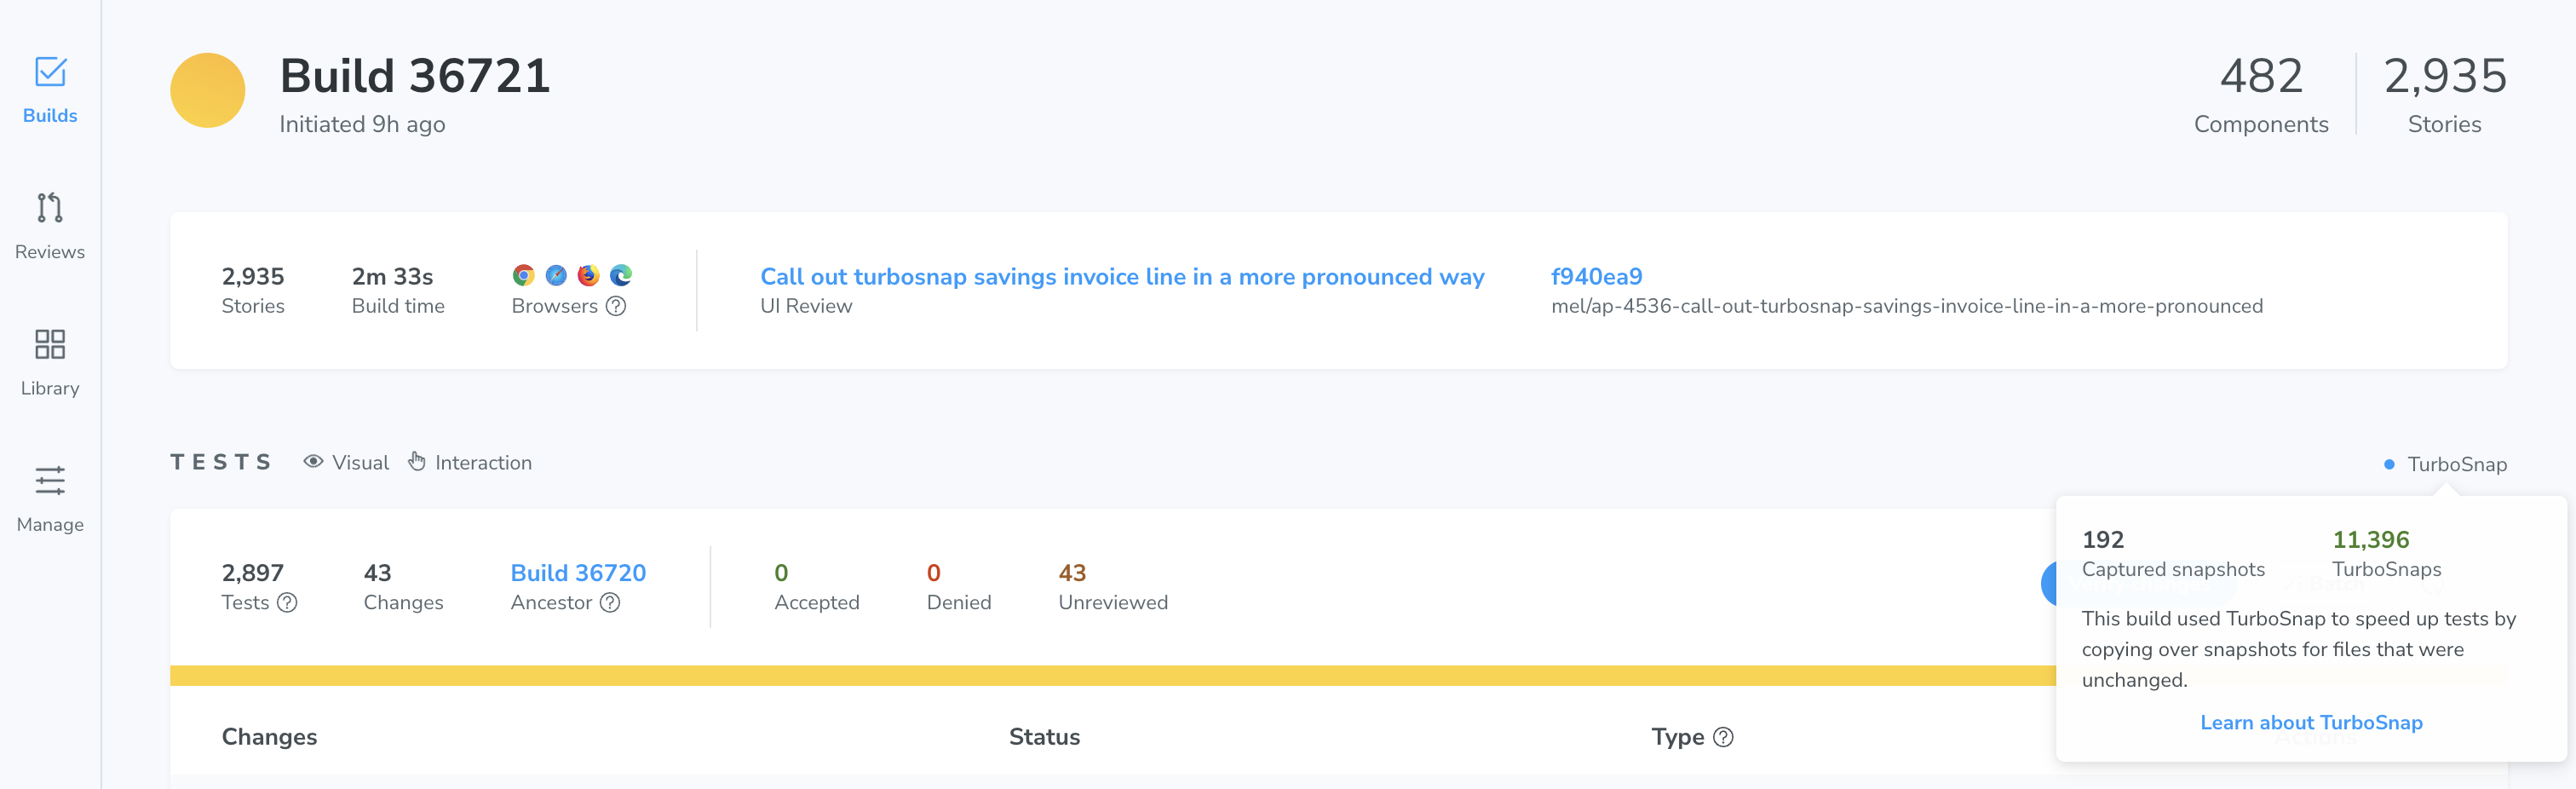 Builds
Reviews
Library
Manage
Build 36721
Initiated 9h ago
482
Components
2,935
Stories
2,935
Stories
2m 33s
Build time
Browsers
Call out turbosnap savings invoice line in a more pronounced way
UI Review
f940ea9
mel/ap-4536-call-out-turbosnap-savings-invoice-line-in-a-more-pronounced
TESTS
Visual
Interaction
TurboSnap
2,897
Tests
43
Changes
Build 36720
Ancestor
0
Accepted
0
Denied
43
Unreviewed
192
Captured snapshots
11,396
TurboSnaps
This build used TurboSnap to speed up tests by
copying over snapshots for files that were
unchanged.
Learn about TurboSnap
Changes
Status
Type